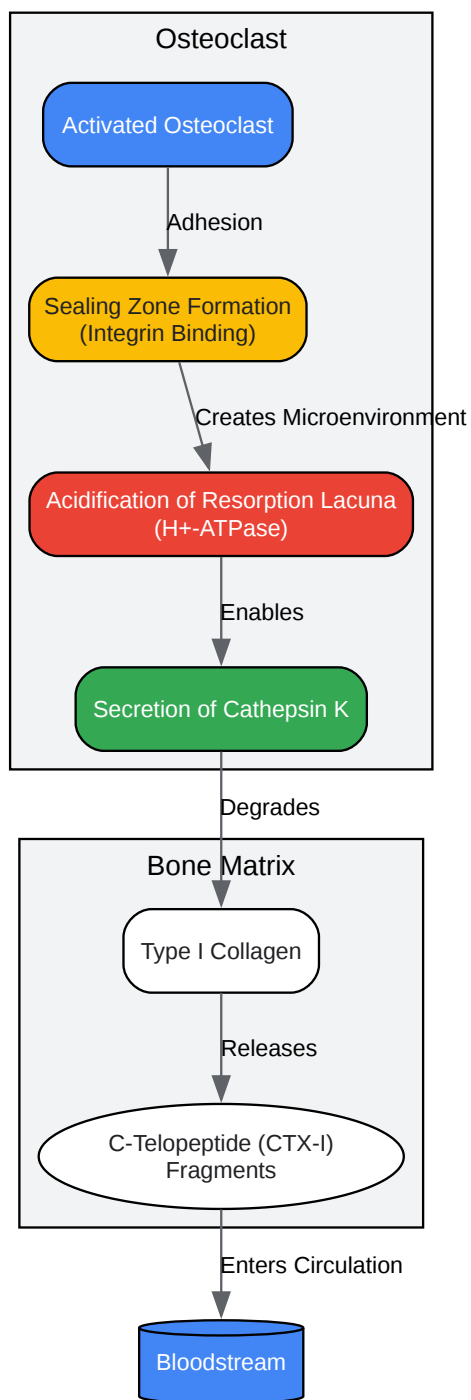 Osteoclast
Activated Osteoclast
Adhesion
Sealing Zone Formation
(Integrin Binding)
Creates Microenvironment
Acidification of Resorption Lacuna
(H+-ATPase)
Enables
Secretion of Cathepsin K
Degrades
Bone Matrix
Type I Collagen
Releases
C-Telopeptide (CTX-I)
Fragments
Enters Circulation
Bloodstream